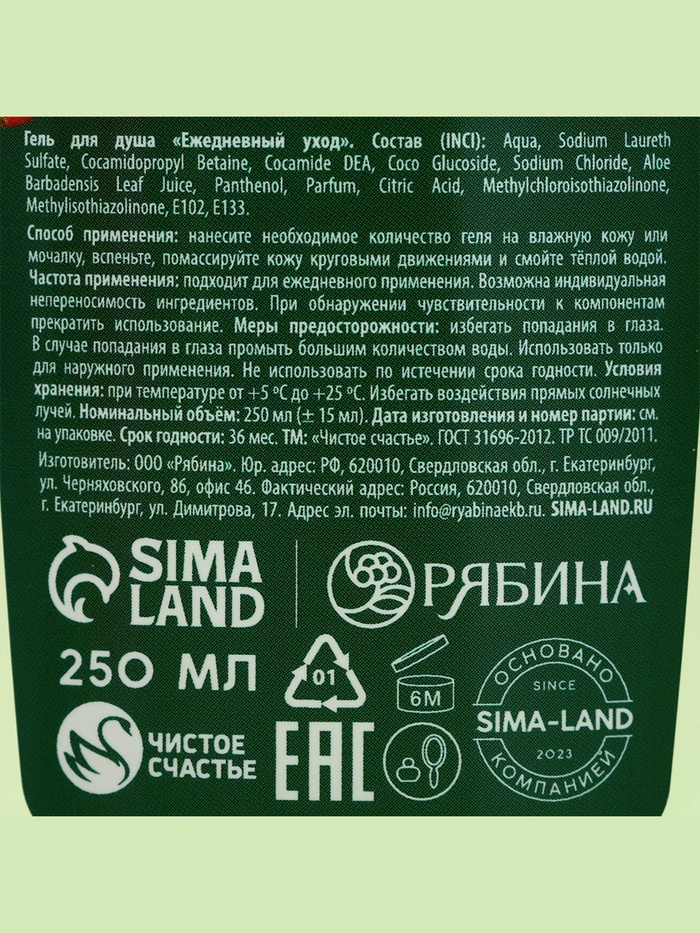 Гель для душа «Ежедневный уход». Состав (INCI): Aqua, Sodium Laureth
Sulfate, Cocamidopropyl Betaine, Cocamide DEA, Coco Glucoside, Sodium Chloride, Aloe
Barbadensis Leaf Juice, Panthenol, Parfum, Citric Acid, Methylchloroisothiazolinone,
Methylisothiazolinone, E102, E133.
Способ применения: нанесите необходимое количество геля на влажную кожу или
мочалку, вспеньте, помассируйте кожу круговыми движениями и смойте тёплой водой.
Частота применения: подходит для ежедневного применения. Возможна индивидуальная
непереносимость ингредиентов. При обнаружении чувствительности к компонентам
прекратить использование. Меры предосторожности: избегать попадания в глаза.
В случае попадания в глаза промыть большим количеством воды. Использовать только
для наружного применения. Не использовать по истечении срока годности. Условия
хранения: при температуре от +5 ºC до +25 ºC. Избегать воздействия прямых солнечных
лучей. Номинальный объём: 250 мл (± 15 мл). Дата изготовления и номер партии: см.
на упаковке. Срок годности: 36 мес. ТМ: «Чистое счастье». ГОСТ 31696-2012. ТР ТС 009/2011.
Изготовитель: ООО «Рябина». Юр. адрес: РФ, 620010, Свердловская обл., г. Екатеринбург,
ул. Черняховского, 86, офис 46. Фактический адрес: Россия, 620010, Свердловская обл.,
г. Екатеринбург, ул. Димитрова, 17. Адрес эл. почты: info@ryabinaekb.ru. SIMA-LAND.RU
SIMA
LAND
РЯБИНА
250 МЛ
01
6M
ЧИСТОЕ
СЧАСТЬЕ
EAC
ОСНОВАНО
SINCE
SIMA-LAND
2023
КОМПАНИЕЙ